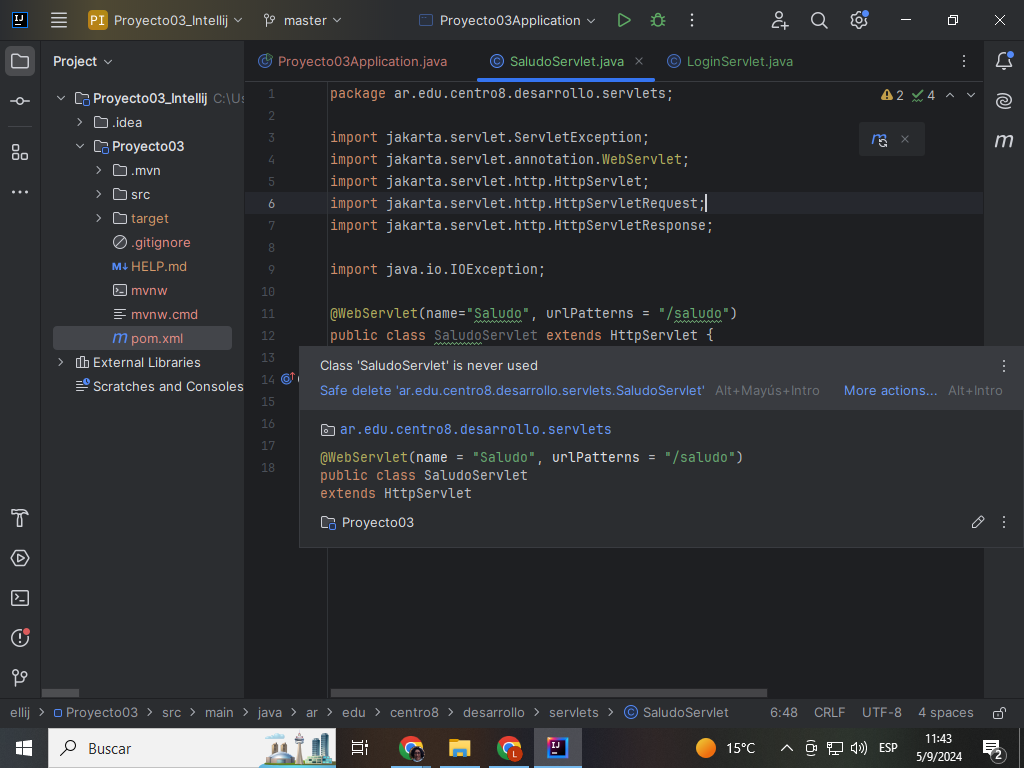 PI Proyecto03_Intellij master Proyecto03Application
Project
Proyecto03Application.java SaludoServlet.java LoginServlet.java
Proyecto03_Intellij C:\Us
.idea
Proyecto03
.mvn
src
target
.gitignore
M↓ HELP.md
mvnw
mvnw.cmd
m pom.xml
External Libraries
Scratches and Consoles
2 4
1 package ar.edu.centro8.desarrollo.servlets;
2
3 import jakarta.servlet.ServletException;
4 import jakarta.servlet.annotation.WebServlet;
5 import jakarta.servlet.http.HttpServlet;
6 import jakarta.servlet.http.HttpServletRequest;
7 import jakarta.servlet.http.HttpServletResponse;
8
9 import java.io.IOException;
10
11 @WebServlet(name="Saludo", urlPatterns = "/saludo")
12 public class SaludoServlet extends HttpServlet {
13
14
15
16
17
18
Class 'SaludoServlet' is never used
Safe delete 'ar.edu.centro8.desarrollo.servlets.SaludoServlet' Alt+Mayús+Intro More actions... Alt+Intro
ar.edu.centro8.desarrollo.servlets
@WebServlet(name = "Saludo", urlPatterns = "/saludo")
public class SaludoServlet
extends HttpServlet
Proyecto03
ellij > Proyecto03 > src > main > java > ar > edu > centro8 > desarrollo > servlets > SaludoServlet 6:48 CRLF UTF-8 4 spaces
Buscar 15°C ESP 11:43
5/9/2024 2